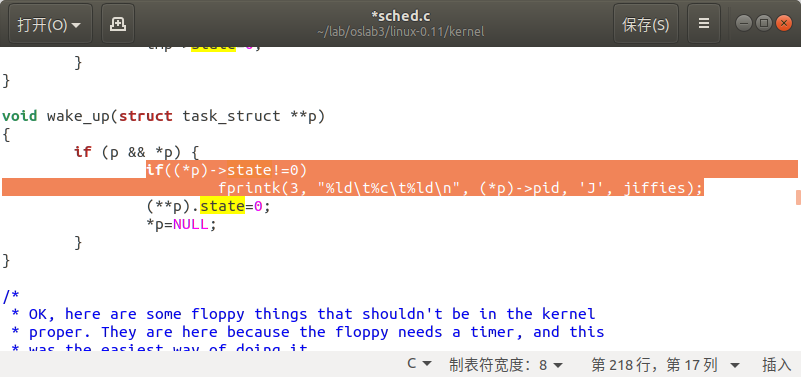 打开(O)
*sched.c
~/lab/oslab3/linux-0.11/kernel
保存(S)
        }
}
void wake_up(struct task_struct **p)
{
        if (p && *p) {
                if((*p)->state!=0)
                        fprintk(3, "%ld\t%c\t%ld\n", (*p)->pid, 'J', jiffies);
                (**p).state=0;
                *p=NULL;
        }
}
/*
 * OK, here are some floppy things that shouldn't be in the kernel
 * proper. They are here because the floppy needs a timer, and this
 * was the easiest way of doing it
C
制表符宽度：8
第 218 行，第 17 列
插入